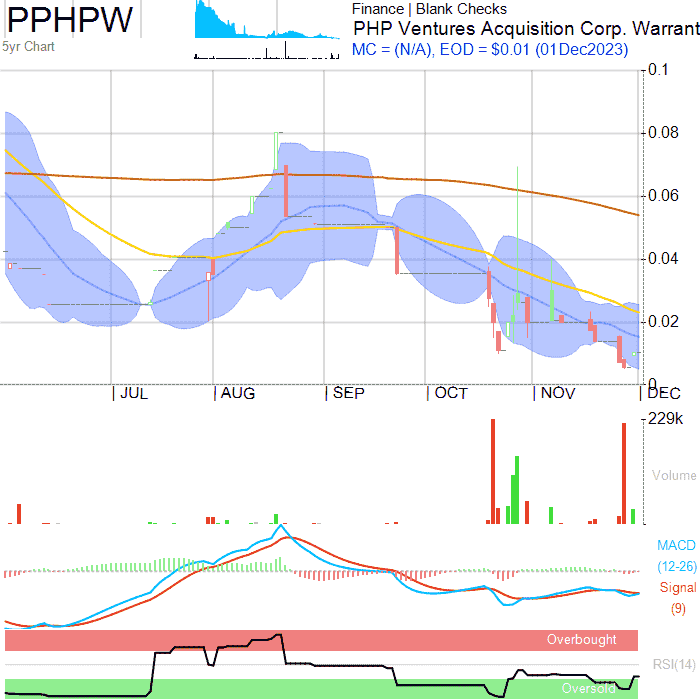 PPHPW
5yr Chart
Finance | Blank Checks
PHP Ventures Acquisition Corp. Warrant
MC = (N/A), EOD = $0.01 (01Dec2023)
0.1
0.08
0.06
0.04
0.02
0
JUL AUG SEP OCT NOV DEC
229k
Volume
MACD
(12-26)
Signal
(9)
Overbought
RSI(14)
Oversold